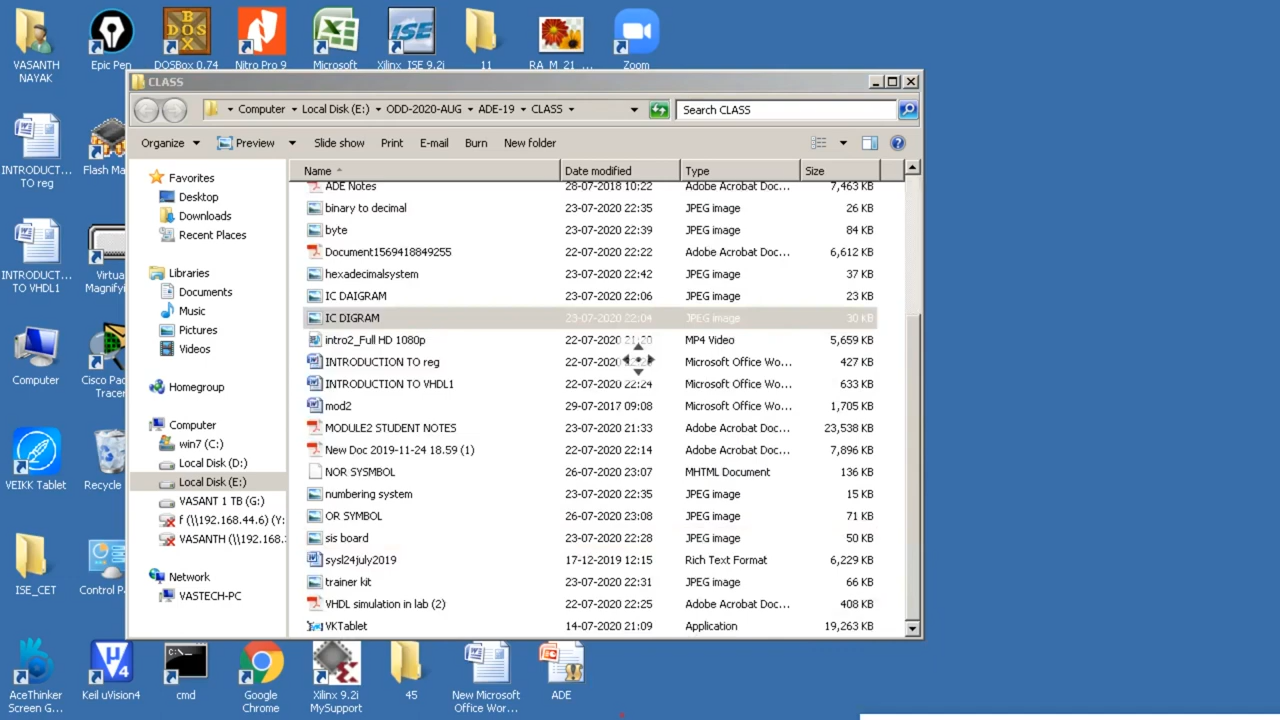 VASANTH NAYAK
Epic Pen
DOSBox 0.74
Nitro Pro 9
Microsoft
Xilinx ISE 9.2i
11
RA_M_21_...
Zoom
INTRODUCT... TO reg
Flash Ma
INTRODUCT... TO VHDL1
Virtua
Magnifyi
Computer
Cisco Pac
Tracer
VEIKK Tablet
Recycle
ISE_CET
Control Pa
CLASS
Computer Local Disk (E:) ODD-2020-AUG ADE-19 CLASS
Search CLASS
Organize Preview Slide show Print E-mail Burn New folder
Favorites
Desktop
Downloads
Recent Places
Libraries
Documents
Music
Pictures
Videos
Homegroup
Computer
win7 (C:)
Local Disk (D:)
Local Disk (E:)
VASANT 1 TB (G:)
f (\\192.168.44.6) (Y:
VASANTH (\\192.168.
Network
VASTECH-PC
Name Date modified Type Size
ADE Notes 28-07-2018 10:22 Adobe Acrobat Doc... 7,463 KB
binary to decimal 23-07-2020 22:35 JPEG image 26 KB
byte 23-07-2020 22:39 JPEG image 84 KB
Document1569418849255 22-07-2020 22:22 Adobe Acrobat Doc... 6,612 KB
hexadecimalsystem 23-07-2020 22:42 JPEG image 37 KB
IC DAIGRAM 23-07-2020 22:06 JPEG image 23 KB
IC DIGRAM 23-07-2020 22:04 JPEG image 30 KB
intro2_Full HD 1080p 22-07-2020 MP4 Video 5,659 KB
INTRODUCTION TO reg 22-07-2020 Microsoft Office Wo... 427 KB
INTRODUCTION TO VHDL1 22-07-2020 22:24 Microsoft Office Wo... 633 KB
mod2 29-07-2017 09:08 Microsoft Office Wo... 1,705 KB
MODULE2 STUDENT NOTES 23-07-2020 21:33 Adobe Acrobat Doc... 23,538 KB
New Doc 2019-11-24 18.59 (1) 22-07-2020 22:14 Adobe Acrobat Doc... 7,896 KB
NOR SYSMBOL 26-07-2020 23:07 MHTML Document 136 KB
numbering system 23-07-2020 22:35 JPEG image 15 KB
OR SYMBOL 26-07-2020 23:08 JPEG image 71 KB
sis board 23-07-2020 22:28 JPEG image 50 KB
sysl24july2019 17-12-2019 12:15 Rich Text Format 6,229 KB
trainer kit 23-07-2020 22:31 JPEG image 66 KB
VHDL simulation in lab (2) 22-07-2020 22:25 Adobe Acrobat Doc... 408 KB
VKTablet 14-07-2020 21:09 Application 19,263 KB
AceThinker
Screen G...
Keil uVision4
cmd
Google
Chrome
Xilinx 9.2i
MySupport
45
New Microsoft
Office Wor...
ADE